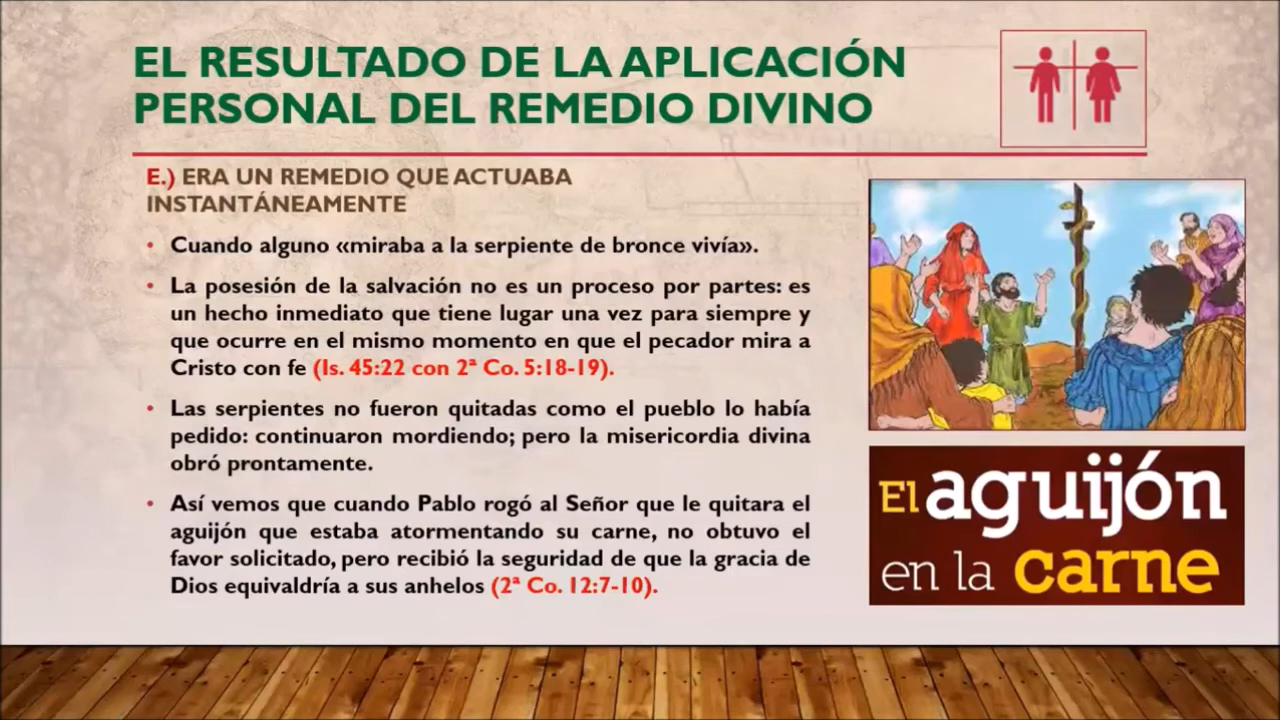 EL RESULTADO DE LA APLICACIÓN
PERSONAL DEL REMEDIO DIVINO
E.) ERA UN REMEDIO QUE ACTUABA
INSTANTÁNEAMENTE
• Cuando alguno «miraba a la serpiente de bronce vivía».
• La posesión de la salvación no es un proceso por partes: es
un hecho inmediato que tiene lugar una vez para siempre y
que ocurre en el mismo momento en que el pecador mira a
Cristo con fe (Is. 45:22 con 2ª Co. 5:18-19).
• Las serpientes no fueron quitadas como el pueblo lo había
pedido: continuaron mordiendo; pero la misericordia divina
obró prontamente.
• Así vemos que cuando Pablo rogó al Señor que le quitara el
aguijón que estaba atormentando su carne, no obtuvo el
favor solicitado, pero recibió la seguridad de que la gracia de
Dios equivaldría a sus anhelos (2ª Co. 12:7-10).
El aguijón
en la carne